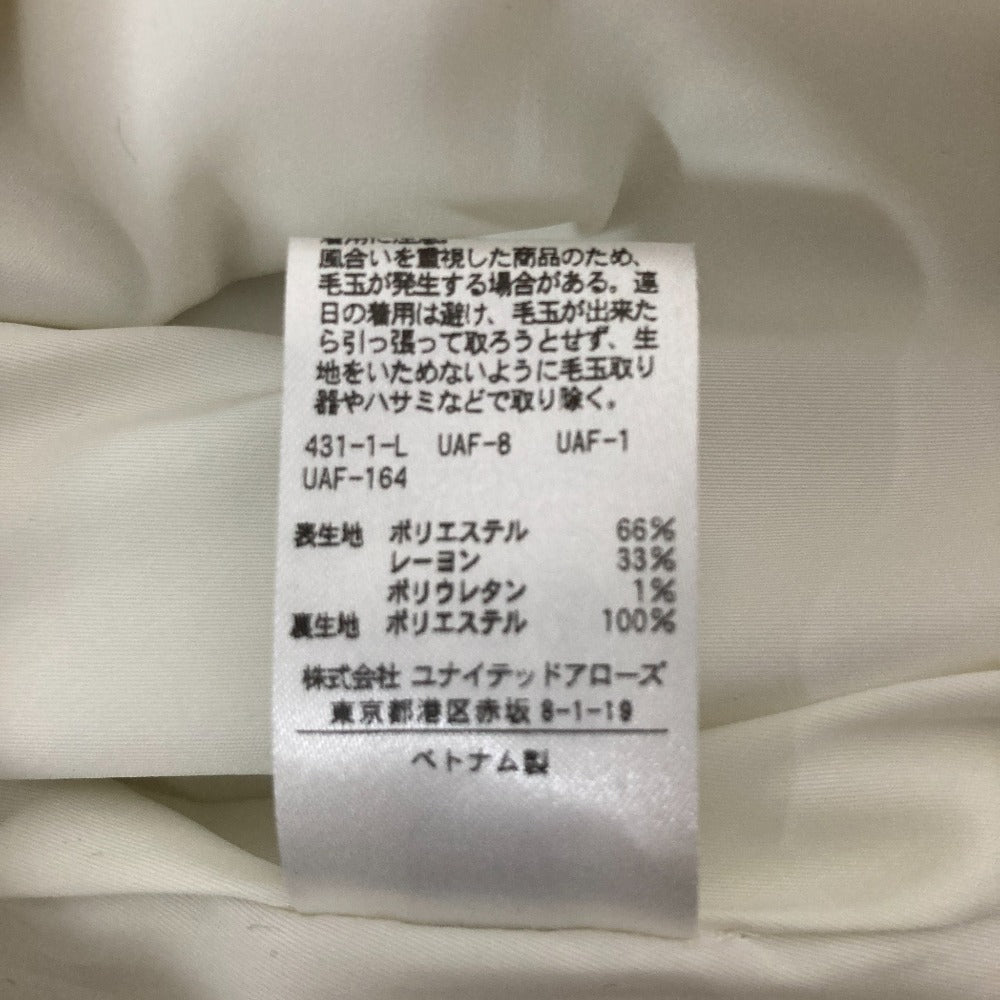 着用に注意。
風合いを重視した商品のため、
毛玉が発生する場合がある。連
日の着用は避け、毛玉が出来た
ら引っ張って取ろうとせず、生
地をいためないように毛玉取り
器やハサミなどで取り除く。
431-1-L UAF-8 UAF-1
UAF-164
表生地 ポリエステル 66%
レーヨン 33%
ポリウレタン 1%
裏生地 ポリエステル 100%
株式会社 ユナイテッドアローズ
東京都港区赤坂 8-1-19
ベトナム製